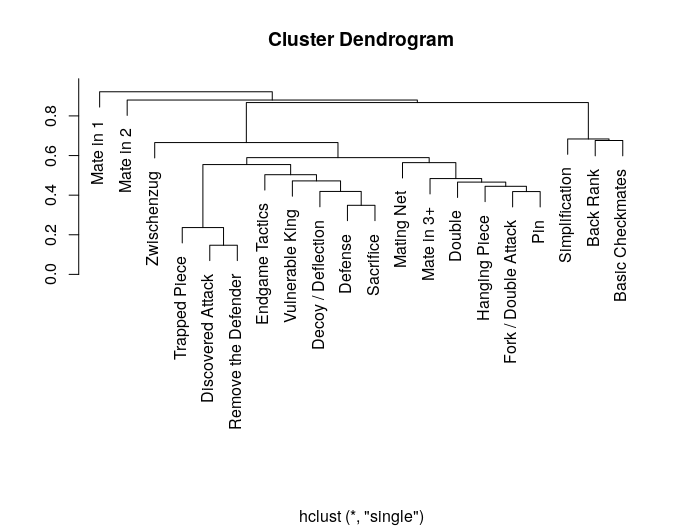 Cluster Dendrogram
0.8
0.6
0.4
0.2
0.0
Mate in 1
Mate in 2
Zwischenzug
Trapped Piece
Discovered Attack
Remove the Defender
Endgame Tactics
Vulnerable King
Decoy / Deflection
Defense
Sacrifice
Mating Net
Mate in 3+
Double
Hanging Piece
Fork / Double Attack
Pin
Simplification
Back Rank
Basic Checkmates
hclust (*, "single")